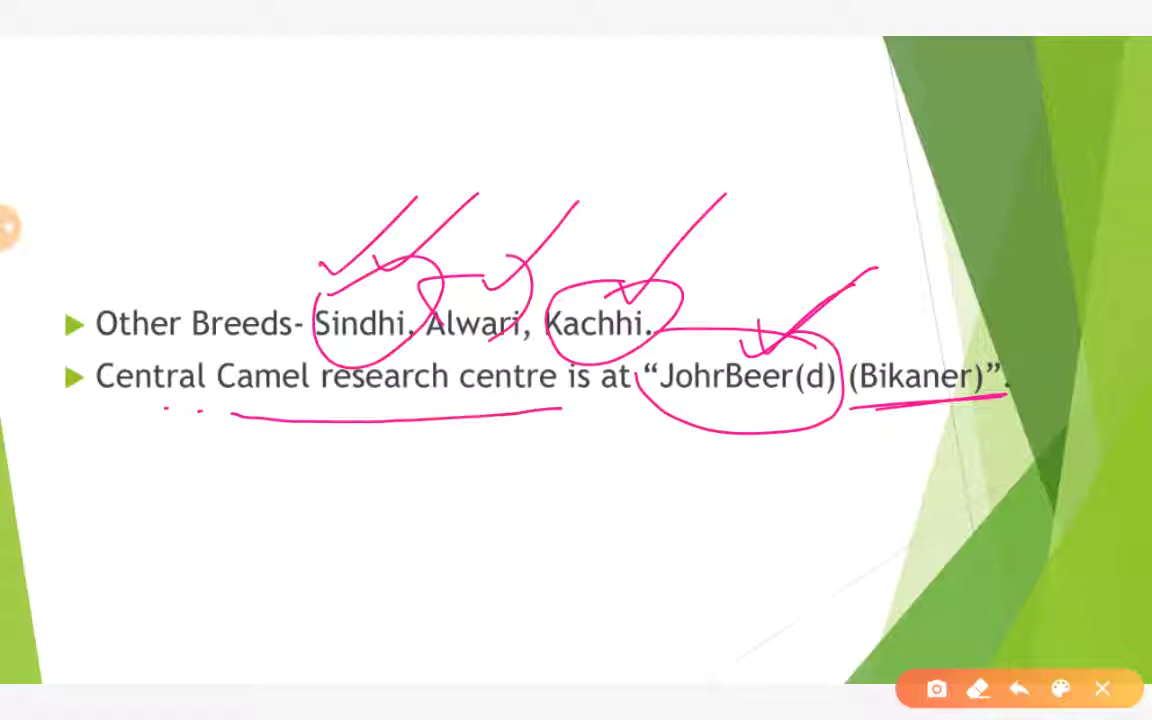 Other Breeds- Sindhi, Alwari, Kachhi.
Central Camel research centre is at “JohrBeer(d) (Bikaner)”.